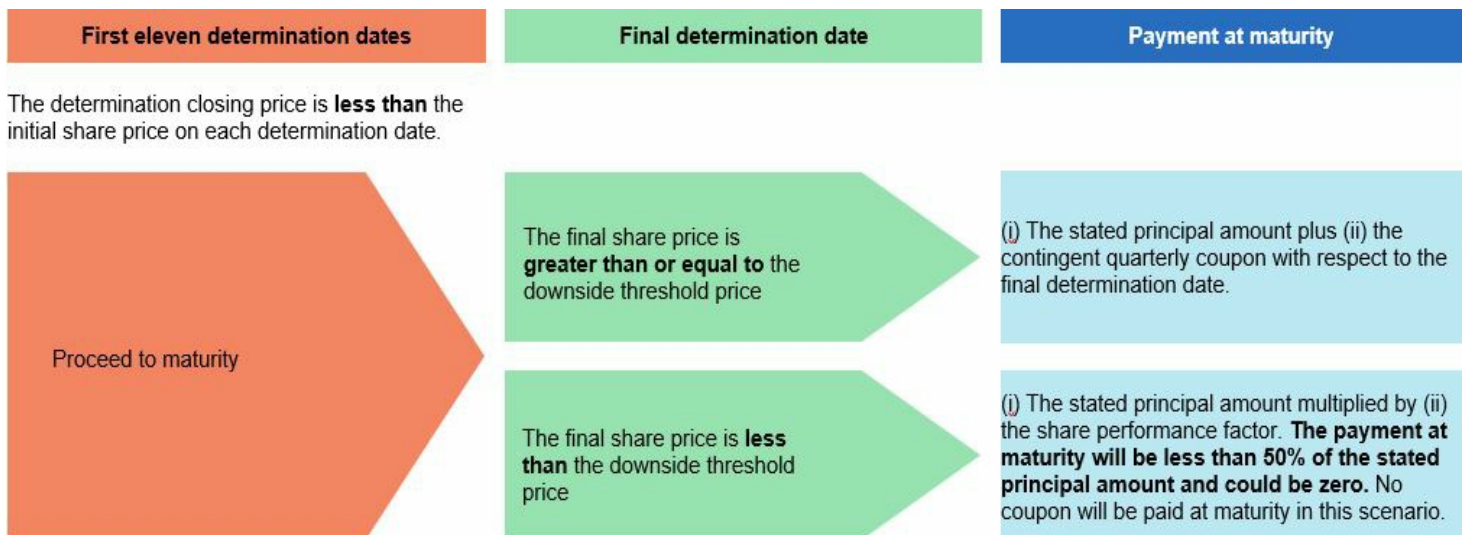 First eleven determination dates
Final determination date
Payment at maturity
The determination closing price is less than the
initial share price on each determination date.
Proceed to maturity
The final share price is
greater than or equal to the
downside threshold price
(i) The stated principal amount plus (ii) the
contingent quarterly coupon with respect to the
final determination date.
The final share price is less
than the downside threshold
price
(i) The stated principal amount multiplied by (ii)
the share performance factor. The payment at
maturity will be less than 50% of the stated
principal amount and could be zero. No
coupon will be paid at maturity in this scenario.